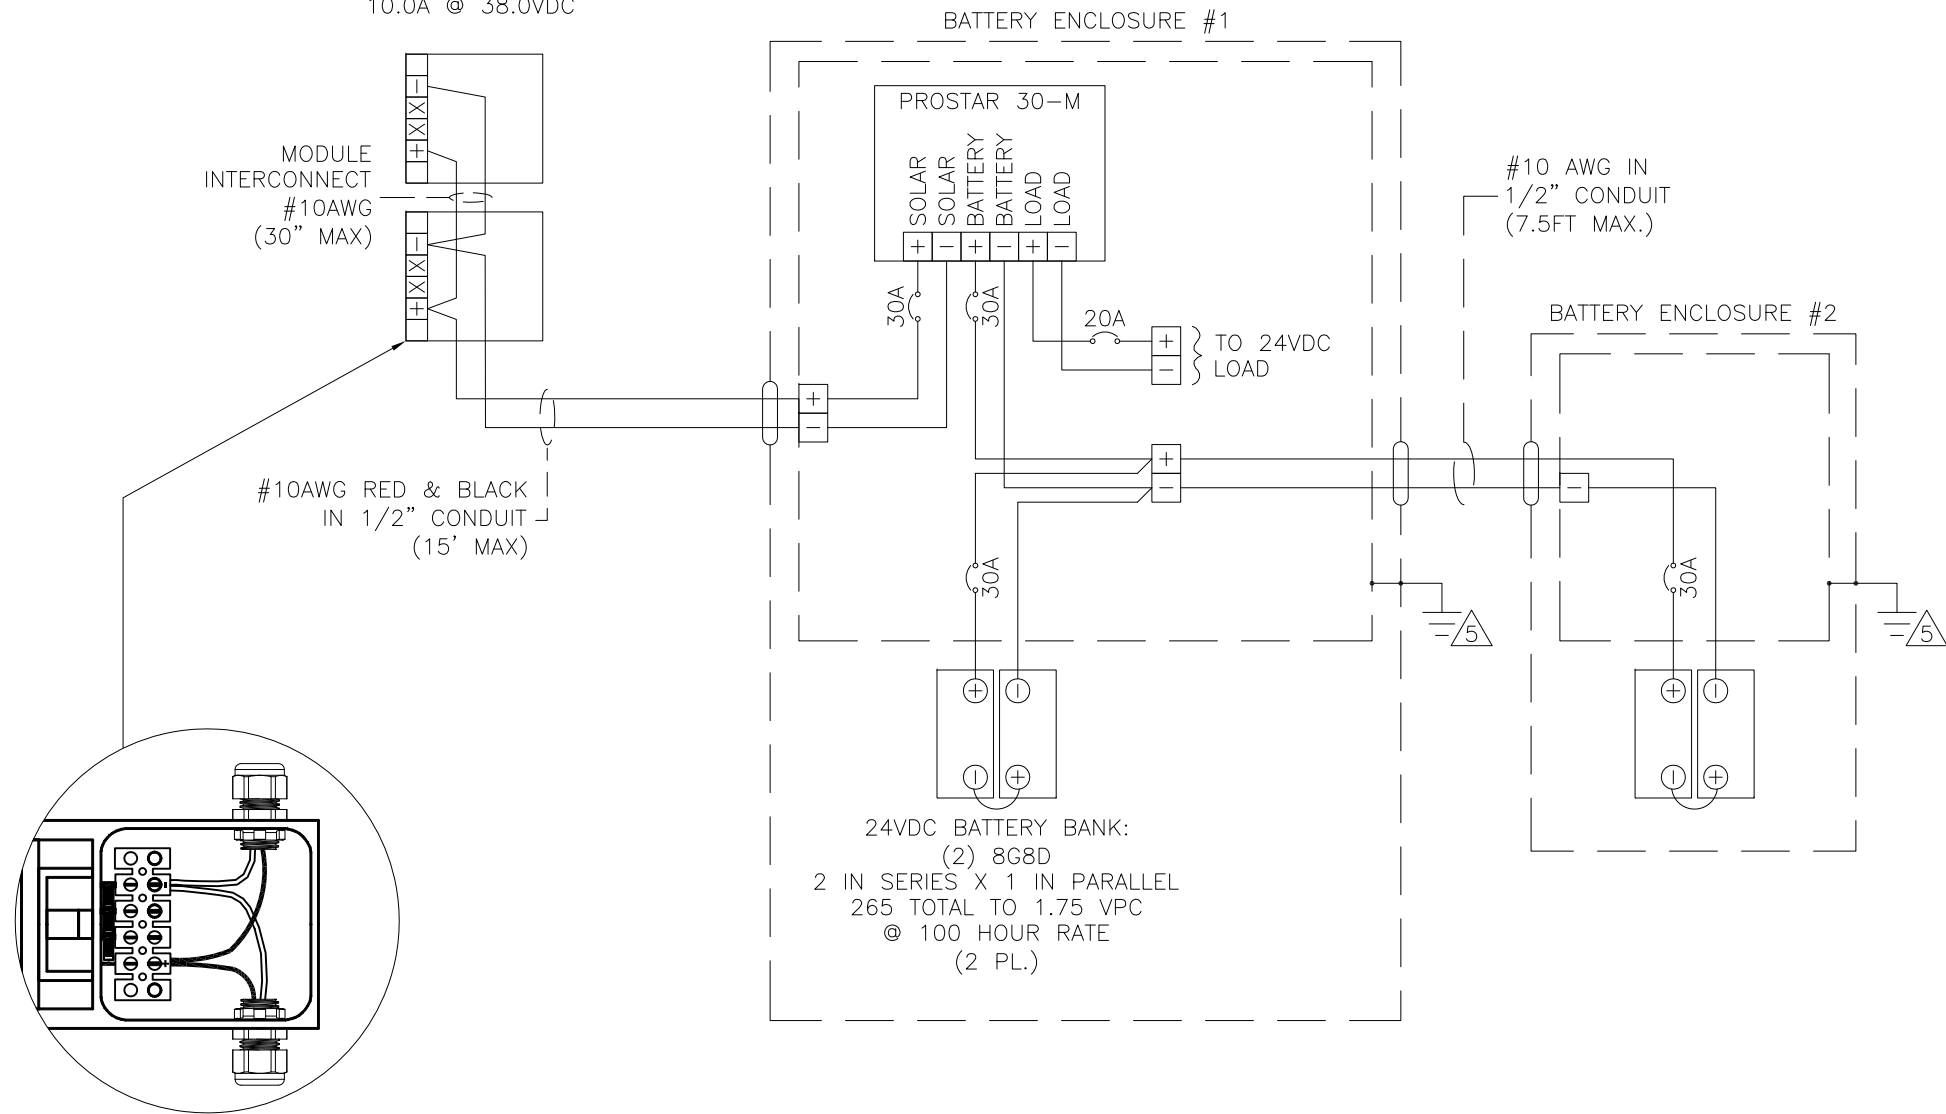 10.0A @ 38.0VDC
BATTERY ENCLOSURE #1
PROSTAR 30-M
SOLAR
SOLAR
BATTERY
BATTERY
LOAD
LOAD
+ - + - + -
-
X
X
+
MODULE
INTERCONNECT
#10AWG
(30" MAX)
-
X
X
+
30A
30A
20A
+
-
TO 24VDC
LOAD
#10 AWG IN
1/2" CONDUIT
(7.5FT MAX.)
BATTERY ENCLOSURE #2
+
-
+
-
-
#10AWG RED & BLACK
IN 1/2" CONDUIT
(15' MAX)
30A
30A
5
5
+ -
- +
+ -
- +
24VDC BATTERY BANK:
(2) 8G8D
2 IN SERIES X 1 IN PARALLEL
265 TOTAL TO 1.75 VPC
@ 100 HOUR RATE
(2 PL.)
-
+